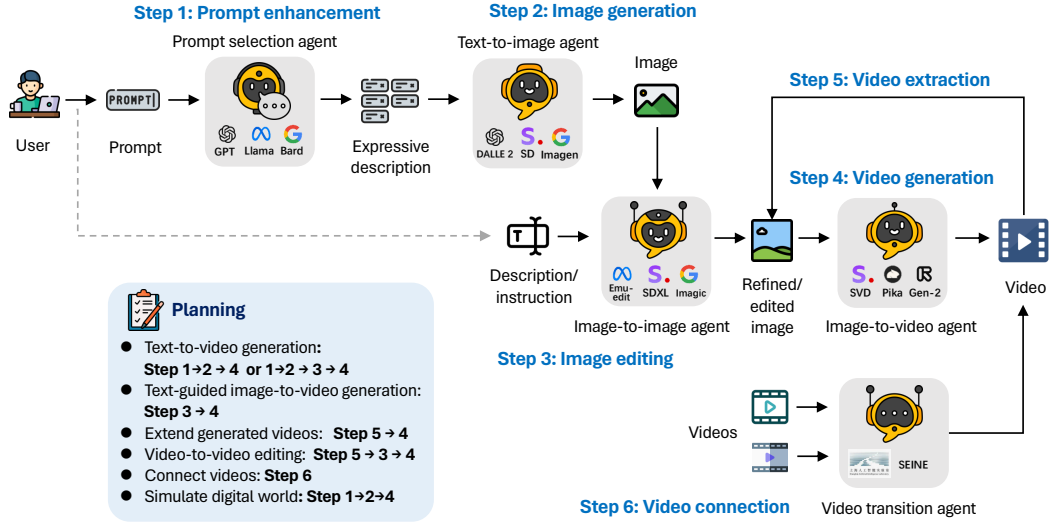 Step 1: Prompt enhancement
Step 2: Image generation
Prompt selection agent
Text-to-image agent
Image
Step 5: Video extraction
PROMPT
GPT Llama Bard
DALLE 2 SD Imagen
User
Prompt
Expressive
description
Step 4: Video generation
T
Description/
instruction
Emu-
edit
SDXL Imagic
Refined/
edited
image
SVD Pika Gen-2
Video
Image-to-image agent
Image-to-video agent
Step 3: Image editing
Planning
● Text-to-video generation:
Step 1→2 → 4 or 1→2 → 3 → 4
● Text-guided image-to-video generation:
Step 3 → 4
● Extend generated videos: Step 5 → 4
● Video-to-video editing: Step 5 → 3 → 4
● Connect videos: Step 6
● Simulate digital world: Step 1→2→4
Videos
SEINE
Step 6: Video connection
Video transition agent